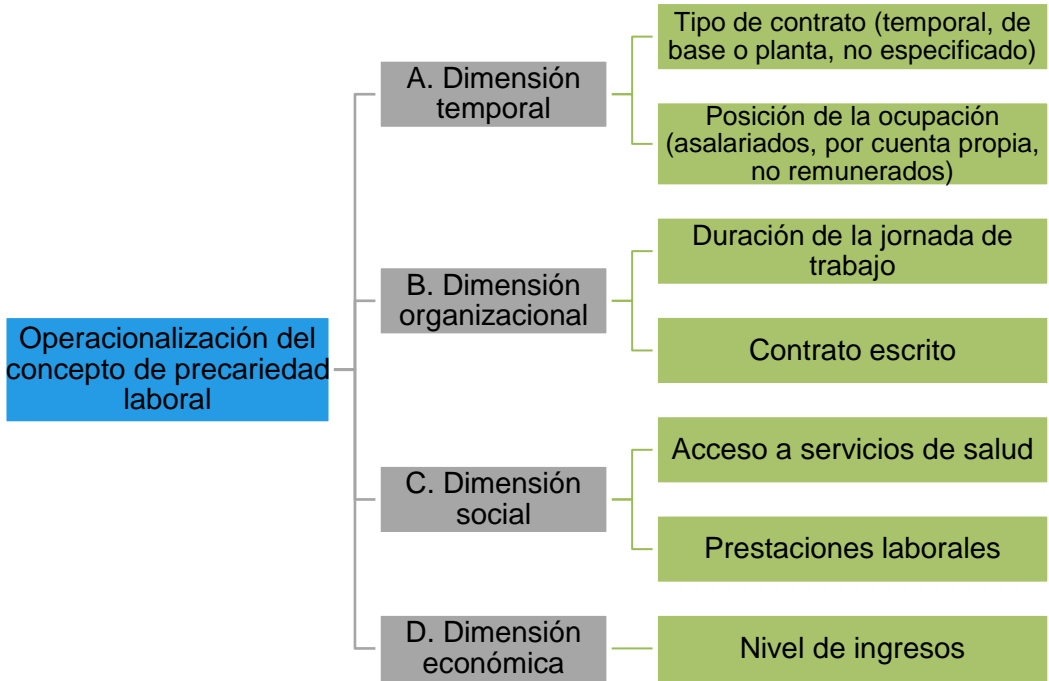 Operacionalización del
concepto de precariedad
laboral
A. Dimensión
temporal
Tipo de contrato (temporal, de
base o planta, no especificado)
Posición de la ocupación
(asalariados, por cuenta propia,
no remunerados)
B. Dimensión
organizacional
Duración de la jornada de
trabajo
Contrato escrito
C. Dimensión
social
Acceso a servicios de salud
Prestaciones laborales
D. Dimensión
económica
Nivel de ingresos